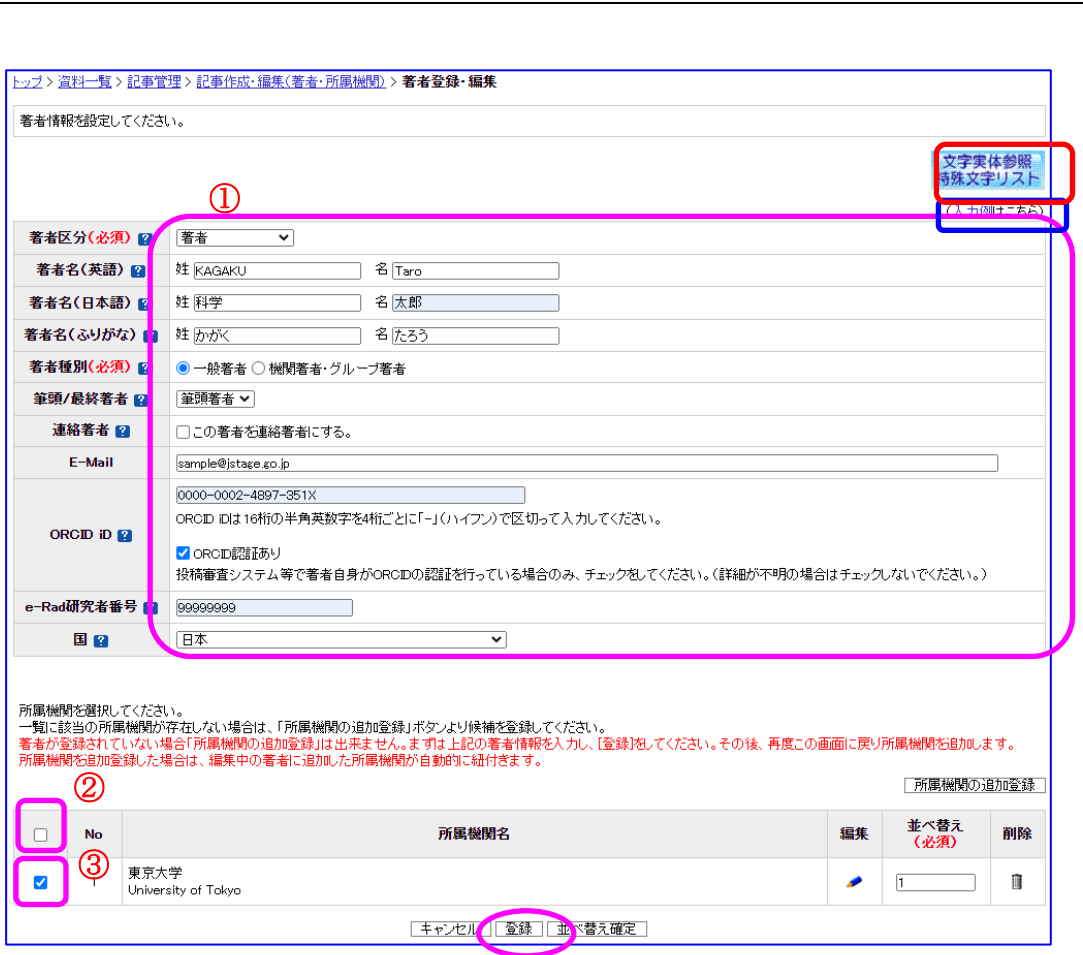 トップ > 資料一覧 > 記事管理 > 記事作成・編集(著者・所属機関) > 著者登録・編集
著者情報を設定してください。
文字実体参照
特殊文字リスト
(入力例はこちら)
①
著者区分(必須) ? 著者
著者名(英語) ? 姓 KAGAKU 名 Taro
著者名(日本語) ? 姓 科学 名 太郎
著者名(ふりがな) 姓 かがく 名 たろう
著者種別(必須) ? 一般著者 機関著者・グループ著者
筆頭/最終著者 ? 筆頭著者
連絡著者 ? この著者を連絡著者にする。
E-Mail sample@jstage.go.jp
ORCID iD ? 0000-0002-4897-351X
ORCID iDは16桁の半角英数字を4桁ごとに「-」(ハイフン)で区切って入力してください。
ORCID認証あり
投稿審査システム等で著者自身がORCIDの認証を行っている場合のみ、チェックをしてください。(詳細が不明の場合はチェックしないでください。)
e-Rad研究者番号 99999999
国 ? 日本
所属機関を選択してください。
一覧に該当の所属機関が存在しない場合は、「所属機関の追加登録」ボタンより候補を登録してください。
著者が登録されていない場合「所属機関の追加登録」は出来ません。まずは上記の著者情報を入力し、[登録]をしてください。その後、再度この画面に戻り所属機関を追加します。
所属機関を追加登録した場合は、編集中の著者に追加した所属機関が自動的に紐付きます。
所属機関の追加登録
②
No 所属機関名 編集 並べ替え
(必須) 削除
③
1 東京大学 1
University of Tokyo
キャンセル 登録 並べ替え確定